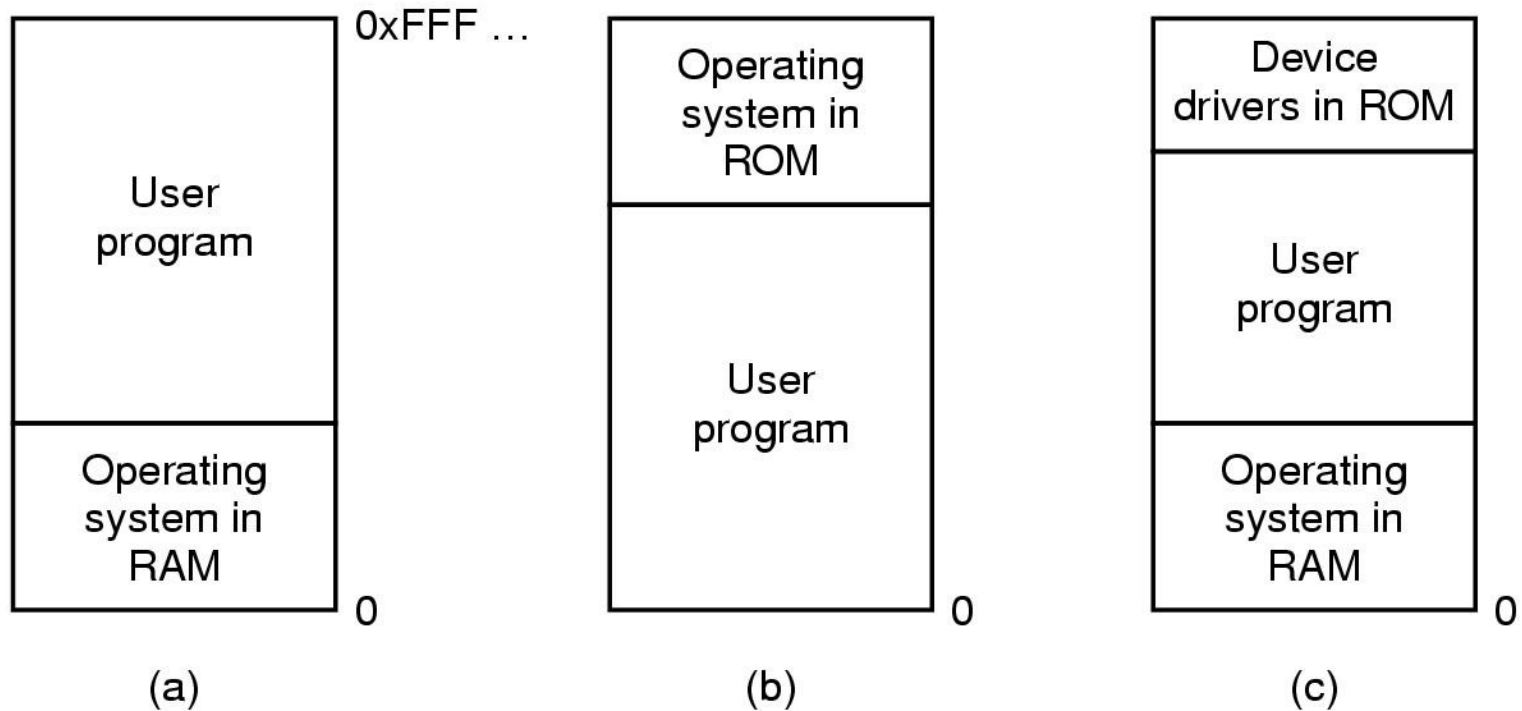 User
program
Operating
system in
RAM
0xFFF …
0
(a)
Operating
system in
ROM
User
program
0
(b)
Device
drivers in ROM
User
program
Operating
system in
RAM
0
(c)